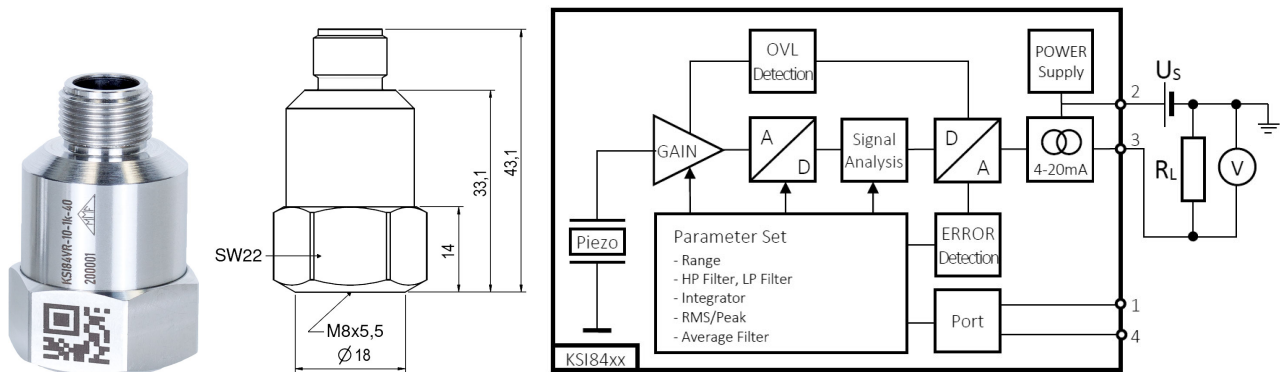 KSI84VR-10-1k-40
200001
MMF
SW22
M8x5,5
Ø 18
14
33,1
43,1
OVL
Detection
POWER
Supply
US
2
GAIN
A
D
Signal
Analysis
D
A
4-20mA
3
RL
V
Piezo
Parameter Set
- Range
- HP Filter, LP Filter
- Integrator
- RMS/Peak
- Average Filter
ERROR
Detection
Port
1
4
KSI84xx